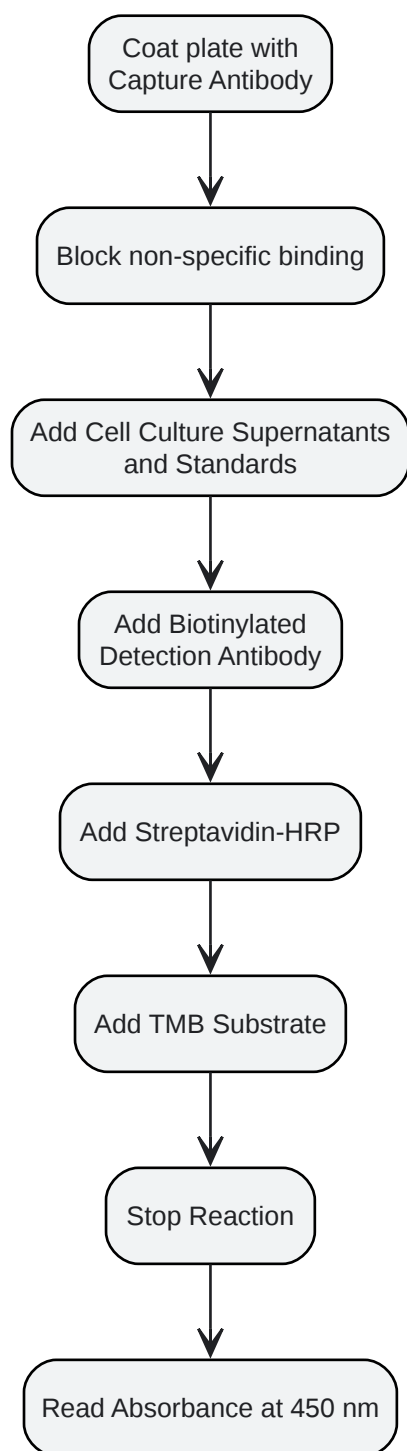 Coat plate with
Capture Antibody
Block non-specific binding
Add Cell Culture Supernatants
and Standards
Add Biotinylated
Detection Antibody
Add Streptavidin-HRP
Add TMB Substrate
Stop Reaction
Read Absorbance at 450 nm